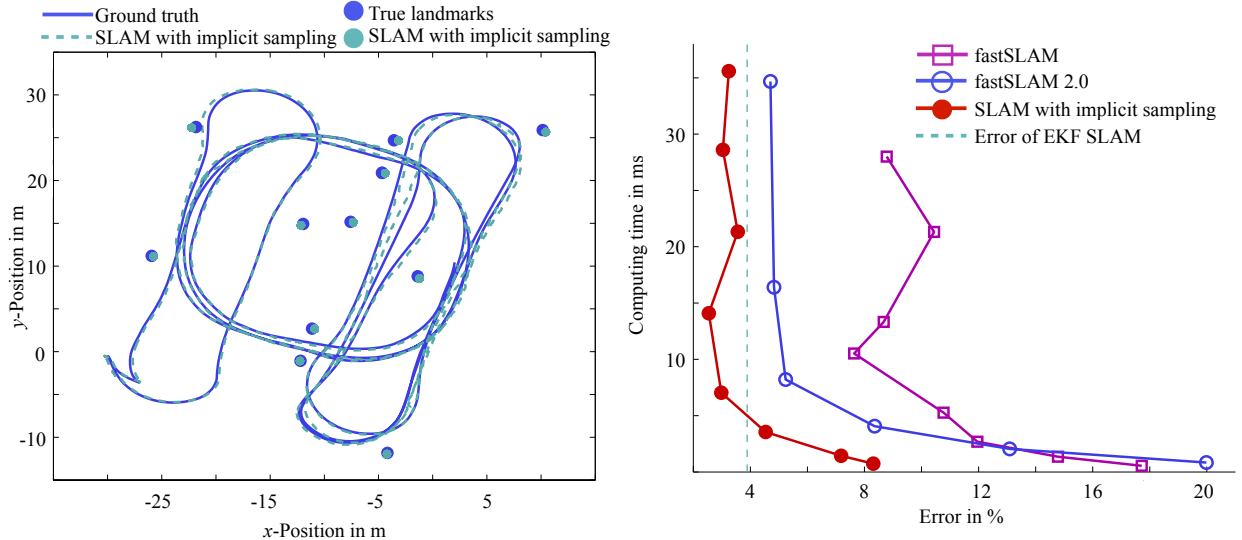 Ground truth
True landmarks
SLAM with implicit sampling
SLAM with implicit sampling
30
20
10
0
-10
y-Position in m
-25
-15
-5
5
x-Position in m
fastSLAM
fastSLAM 2.0
SLAM with implicit sampling
Error of EKF SLAM
30
20
10
Computing time in ms
4
8
12
16
20
Error in %